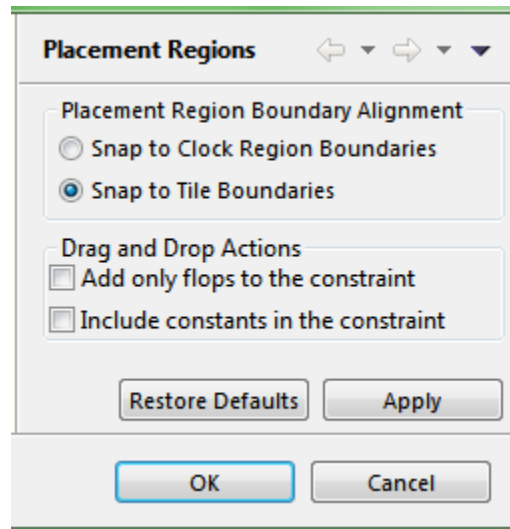 Placement Regions
Placement Region Boundary Alignment
Snap to Clock Region Boundaries
Snap to Tile Boundaries
Drag and Drop Actions
Add only flops to the constraint
Include constants in the constraint
Restore Defaults Apply
OK Cancel